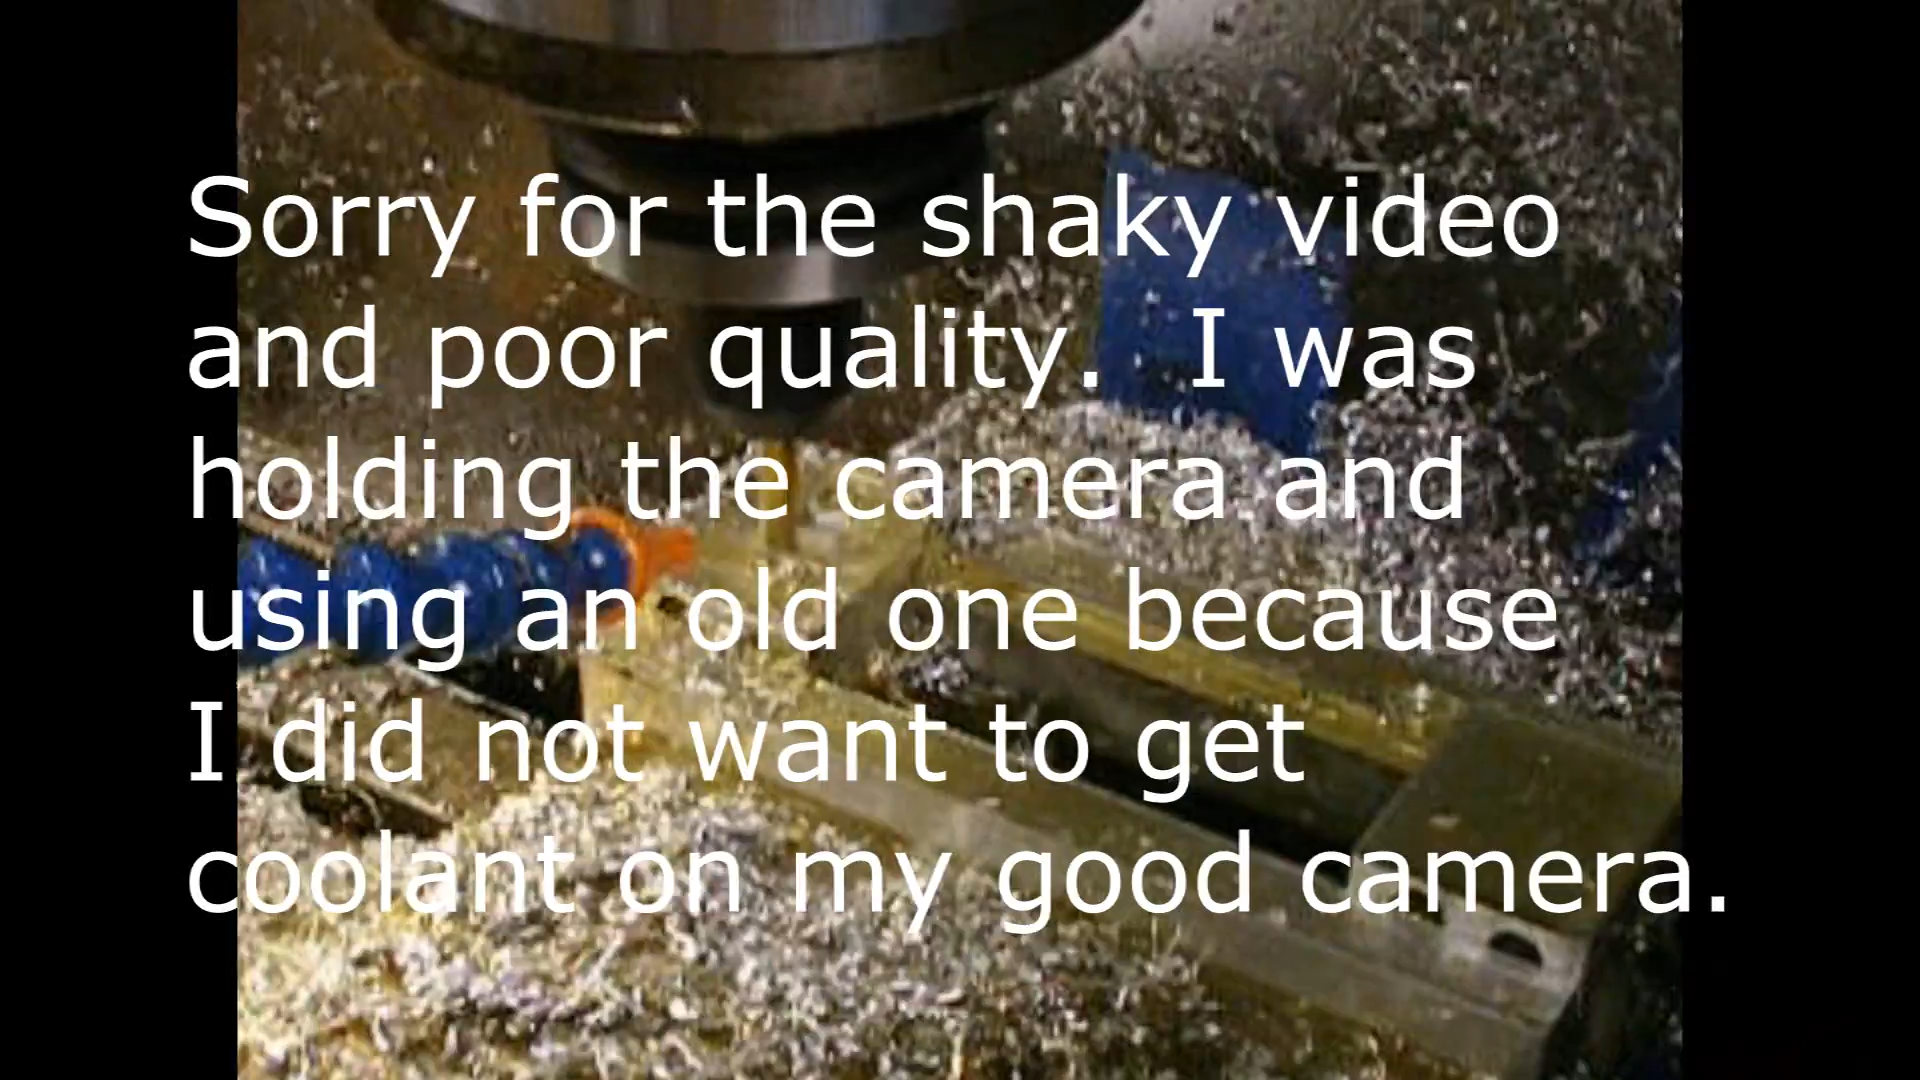 Sorry for the shaky video
and poor quality.  I was
holding the camera and
using an old one because
I did not want to get
coolant on my good camera.